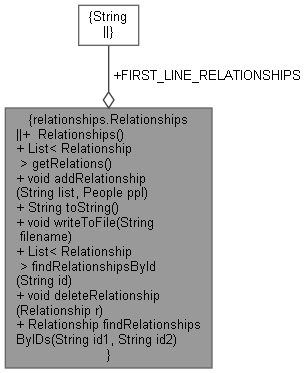 {String
||}
+FIRST_LINE_RELATIONSHIPS
{relationships.Relationships
||+  Relationships()
+ List< Relationship
 > getRelations()
+ void addRelationship
(String list, People ppl)
+ String toString()
+ void writeToFile(String
 filename)
+ List< Relationship
 > findRelationshipsById
(String id)
+ void deleteRelationship
(Relationship r)
+ Relationship findRelationships
ByIDs(String id1, String id2)
}